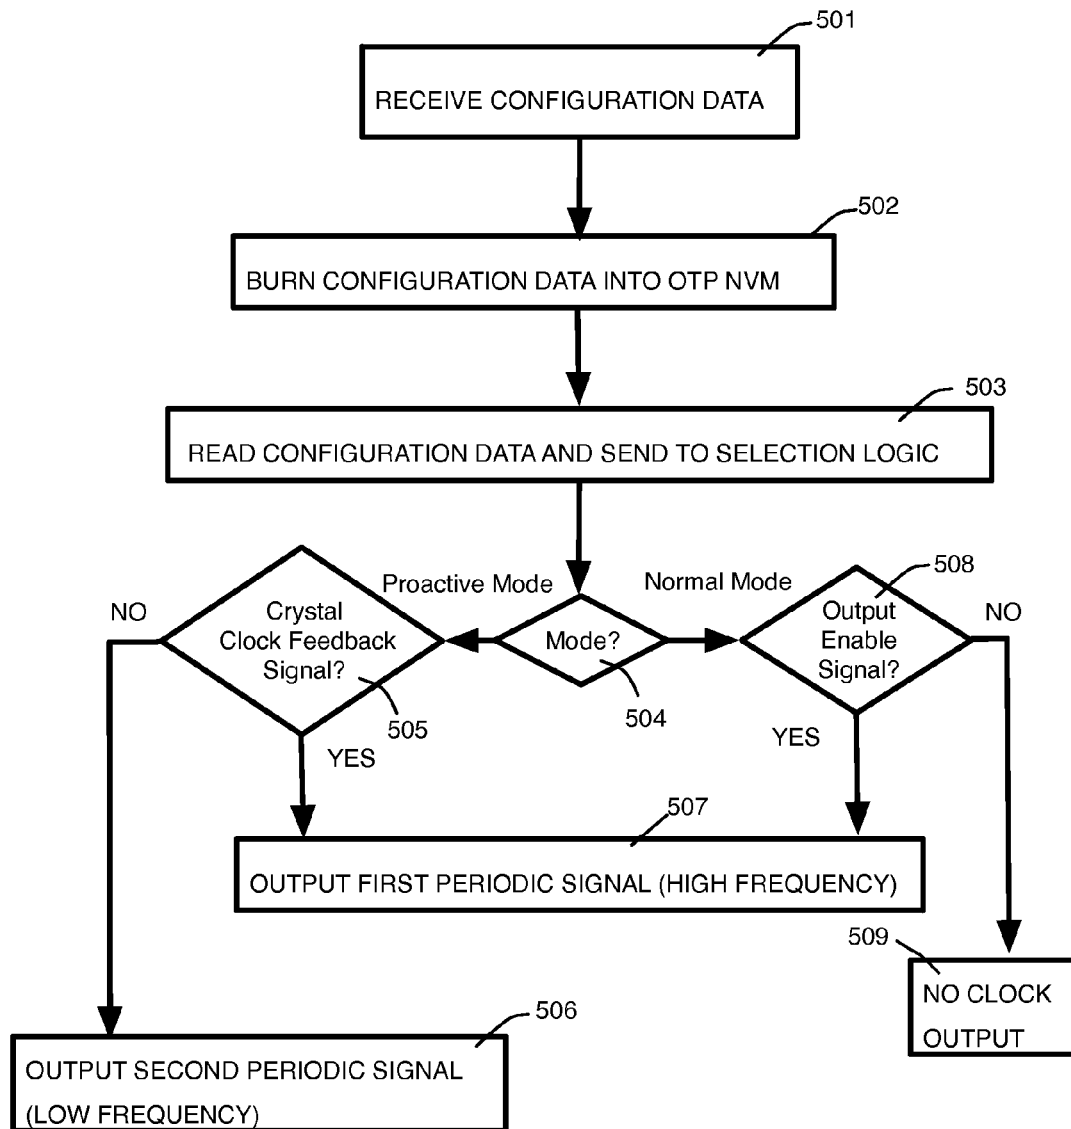 501
RECEIVE CONFIGURATION DATA
502
BURN CONFIGURATION DATA INTO OTP NVM
503
READ CONFIGURATION DATA AND SEND TO SELECTION LOGIC
Proactive Mode
Normal Mode
508
NO
Crystal
Clock Feedback
Signal?
Mode?
Output
Enable
Signal?
NO
505
504
YES
YES
507
OUTPUT FIRST PERIODIC SIGNAL (HIGH FREQUENCY)
509
NO CLOCK
OUTPUT
506
OUTPUT SECOND PERIODIC SIGNAL
(LOW FREQUENCY)